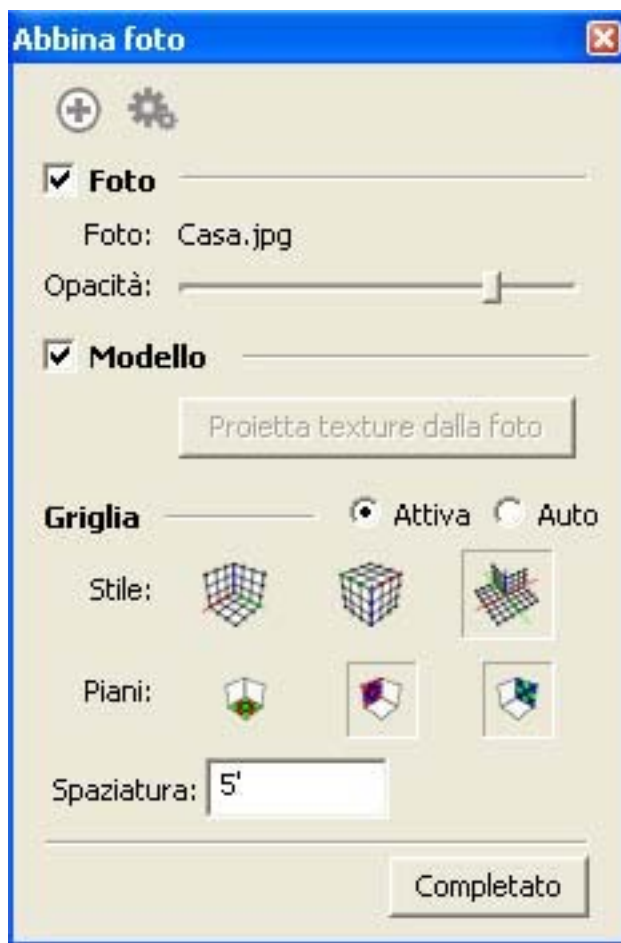 Abbina foto
Foto
Foto: Casa.jpg
Opacità:
Modello
Proietta texture dalla foto
Griglia Attiva Auto
Stile:
Piani:
Spaziatura: 5'
Completato